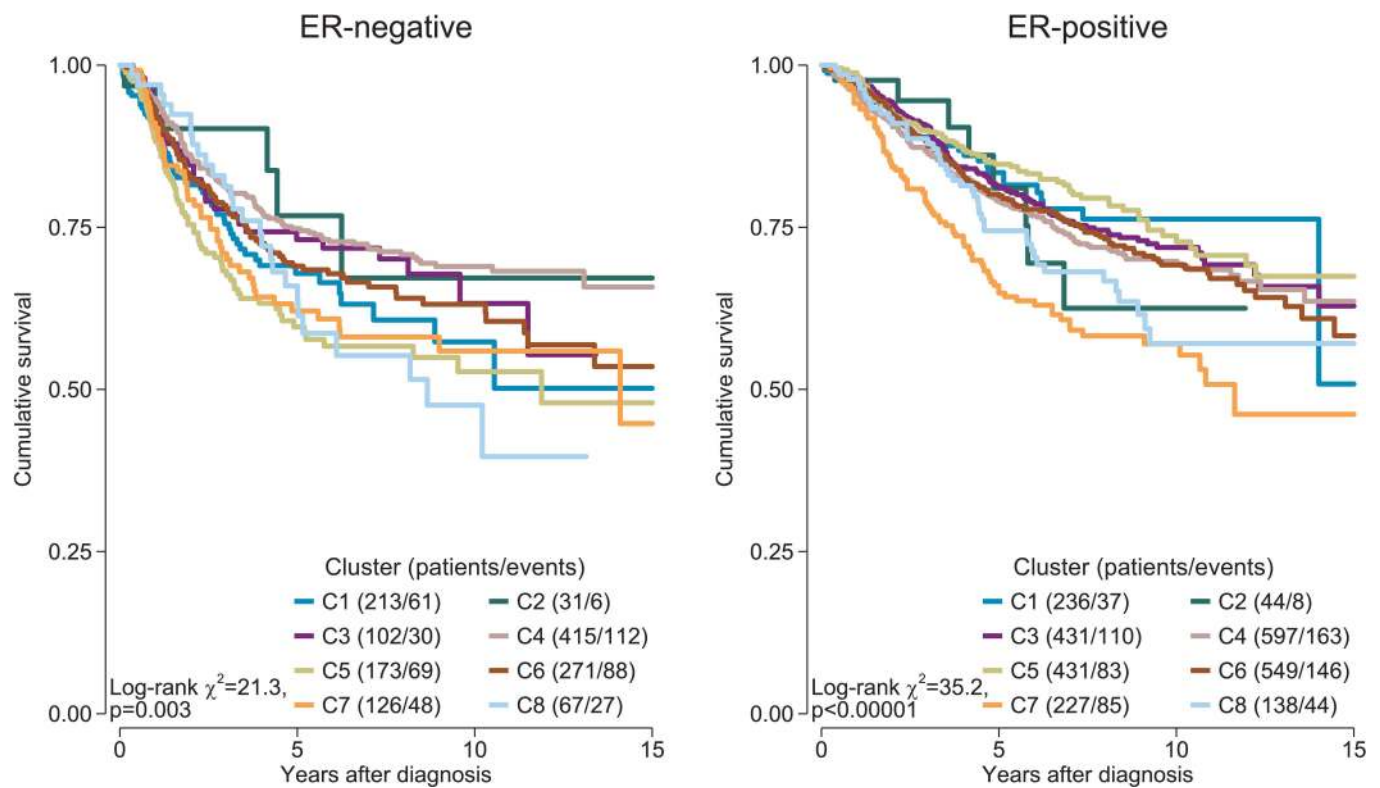 ER-negative
1.00
0.75
0.50
0.25
0.00
Cumulative survival
Cluster (patients/events)
C1 (213/61) C2 (31/6)
C3 (102/30) C4 (415/112)
C5 (173/69) C6 (271/88)
C7 (126/48) C8 (67/27)
Log-rank χ²=21.3,
p=0.003
0 5 10 15
Years after diagnosis
ER-positive
1.00
0.75
0.50
0.25
0.00
Cumulative survival
Cluster (patients/events)
C1 (236/37) C2 (44/8)
C3 (431/110) C4 (597/163)
C5 (431/83) C6 (549/146)
C7 (227/85) C8 (138/44)
Log-rank χ²=35.2,
p<0.00001
0 5 10 15
Years after diagnosis